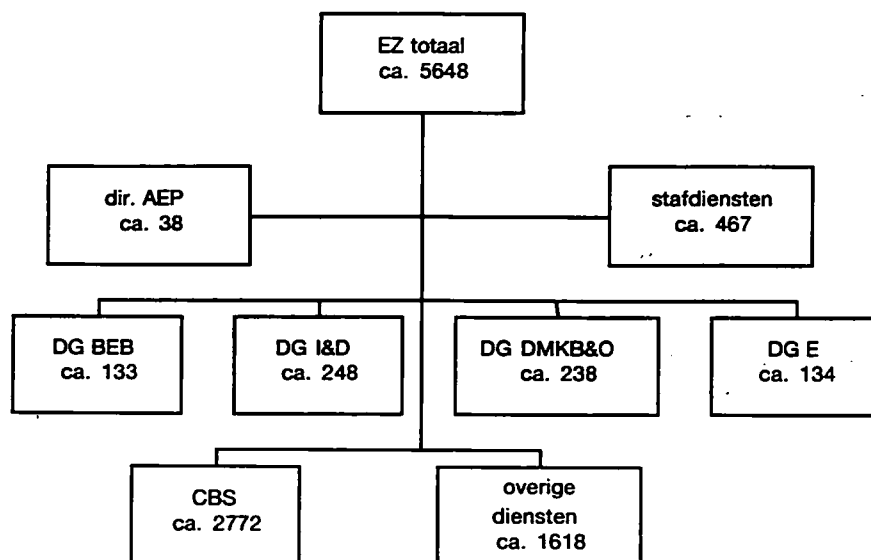 EZ totaal
ca. 5648
dir. AEP
ca. 38
stafdiensten
ca. 467
DG BEB
ca. 133
DG I&D
ca. 248
DG DMKB&O
ca. 238
DG E
ca. 134
CBS
ca. 2772
overige
diensten
ca. 1618